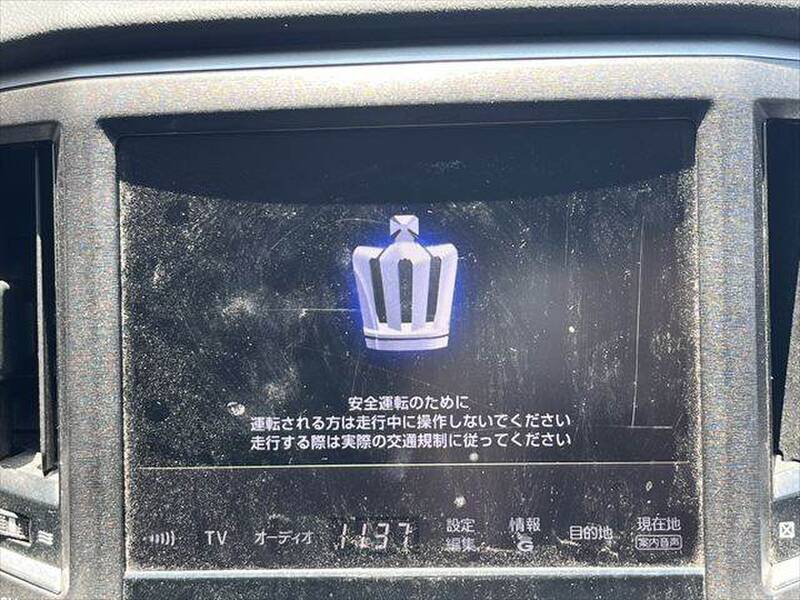 安全運転のために
運転される方は走行中に操作しないでください
走行する際は実際の交通規制に従ってください
TV オーディオ 11:37 設定 編集 情報 G 目的地 現在地 案内音声